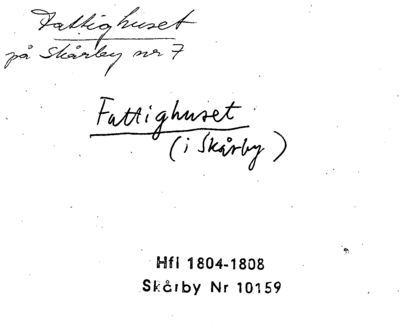 Fattighuset
på Skårby nr 7
Fattighuset
(i Skårby)
Hfl 1804-1808
Skårby Nr 10159